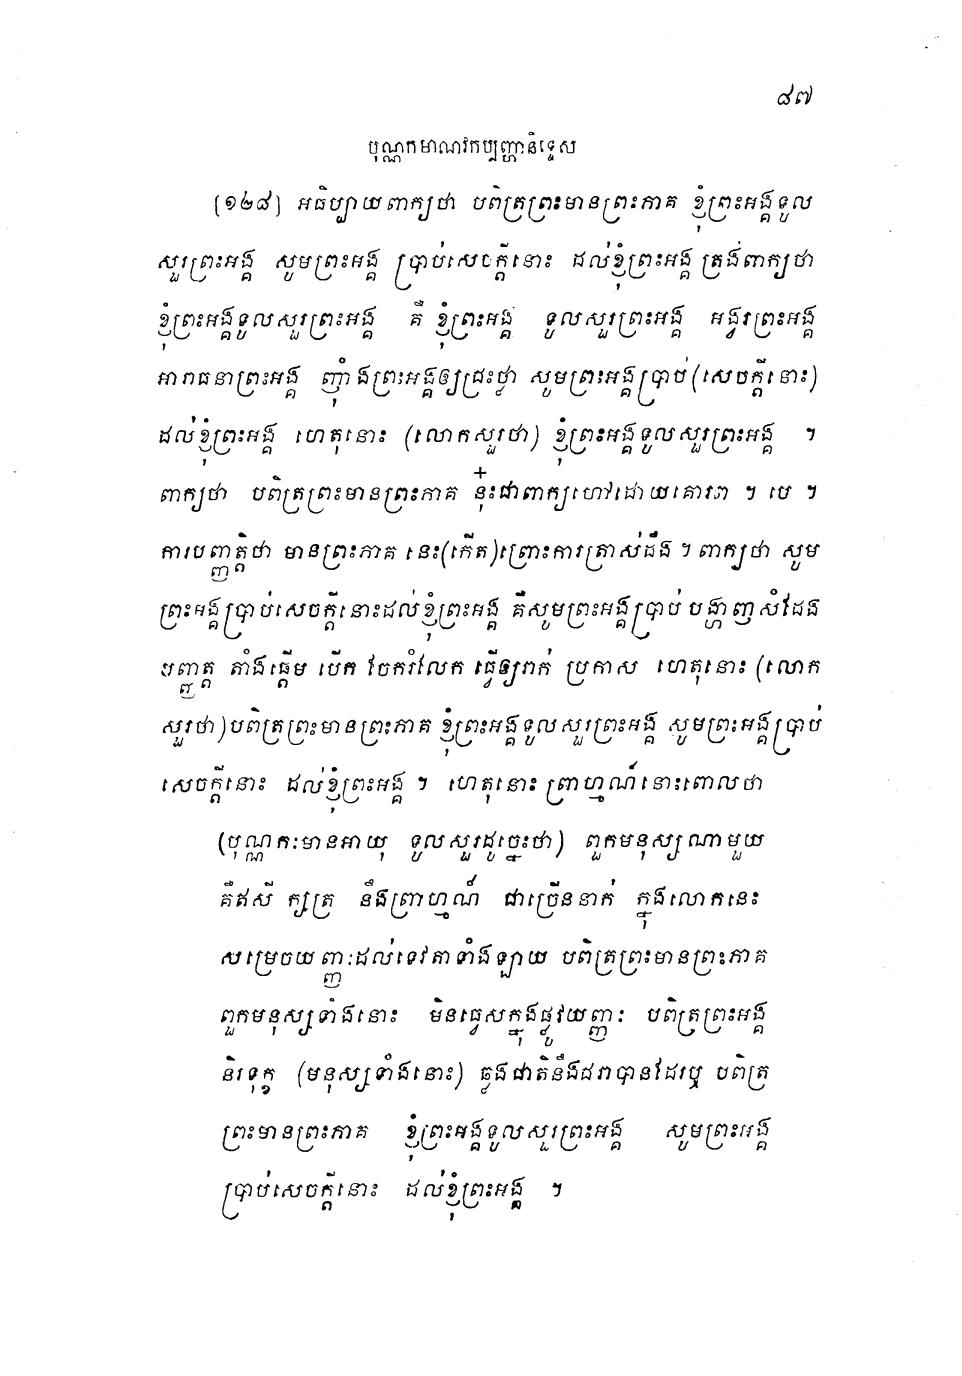 ៨៧
បុណ្ណកមាណវកប្បញ្ហានិទ្ទេស
[១២៨] អធិប្បាយពាក្យថា បពិត្រព្រះមានព្រះភាគ ខ្ញុំព្រះអង្គទូល
សួរព្រះអង្គ សូមព្រះអង្គ ប្រាប់សេចក្តីនោះ ដល់ខ្ញុំព្រះអង្គ ត្រង់ពាក្យថា
ខ្ញុំព្រះអង្គទូលសួរព្រះអង្គ គឺ ខ្ញុំព្រះអង្គ ទូលសួរព្រះអង្គ អង្វរព្រះអង្គ
អារាធនាព្រះអង្គ ញ៉ាំងព្រះអង្គឲ្យជ្រះថ្លា សូមព្រះអង្គប្រាប់ (សេចក្តីនោះ)
ដល់ខ្ញុំព្រះអង្គ ហេតុនោះ (លោកសួរថា) ខ្ញុំព្រះអង្គទូលសួរព្រះអង្គ ។
ពាក្យថា បពិត្រព្រះមានព្រះភាគ នុ៎ះជាពាក្យហៅដោយគោរព ។ បេ ។
ការបញ្ញត្តិថា មានព្រះភាគ នេះ(កើត)ព្រោះការត្រាស់ដឹង ។ ពាក្យថា សូម
ព្រះអង្គប្រាប់សេចក្តីនោះដល់ខ្ញុំព្រះអង្គ គឺសូមព្រះអង្គប្រាប់ បង្ហាញ សំដែង
បញ្ញត្ត តាំងផ្តើម បើក ចែករំលែក ធ្វើឲ្យរាក់ ប្រកាស ហេតុនោះ (លោក
សួរថា) បពិត្រព្រះមានព្រះភាគ ខ្ញុំព្រះអង្គទូលសួរព្រះអង្គ សូមព្រះអង្គប្រាប់
សេចក្តីនោះ ដល់ខ្ញុំព្រះអង្គ ។ ហេតុនោះ ព្រាហ្មណ៍នោះពោលថា
(បុណ្ណកៈមានអាយុ ទូលសួរដូច្នេះថា) ពួកមនុស្សណាមួយ
គឺឥសី ក្សត្រ នឹងព្រាហ្មណ៍ ជាច្រើននាក់ ក្នុងលោកនេះ
សម្រេចយញ្ញៈដល់ទេវតាទាំងឡាយ បពិត្រព្រះមានព្រះភាគ
ពួកមនុស្សទាំងនោះ មិនធ្វេសក្នុងផ្លូវយញ្ញៈ បពិត្រព្រះអង្គ
និរទុក្ខ (មនុស្សទាំងនោះ) ឆ្លងជាតិនឹងជរាបានដែរឬ បពិត្រ
ព្រះមានព្រះភាគ ខ្ញុំព្រះអង្គទូលសួរព្រះអង្គ សូមព្រះអង្គ
ប្រាប់សេចក្តីនោះ ដល់ខ្ញុំព្រះអង្គ ។